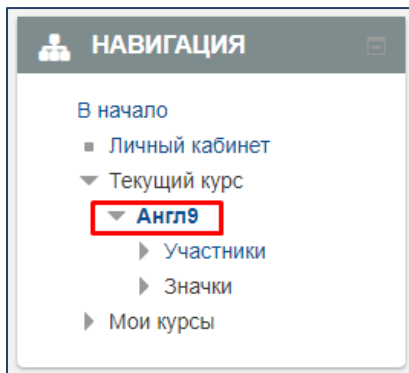 НАВИГАЦИЯ
В начало
Личный кабинет
Текущий курс
Англ9
Участники
Значки
Мои курсы